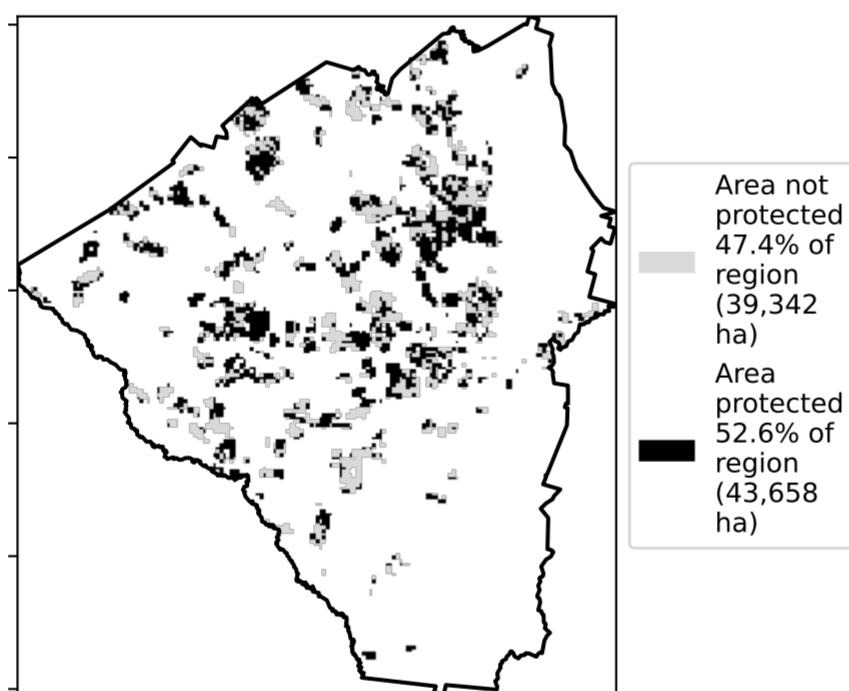 Area not
protected
47.4% of
region
(39,342
ha)
Area
protected
52.6% of
region
(43,658
ha)